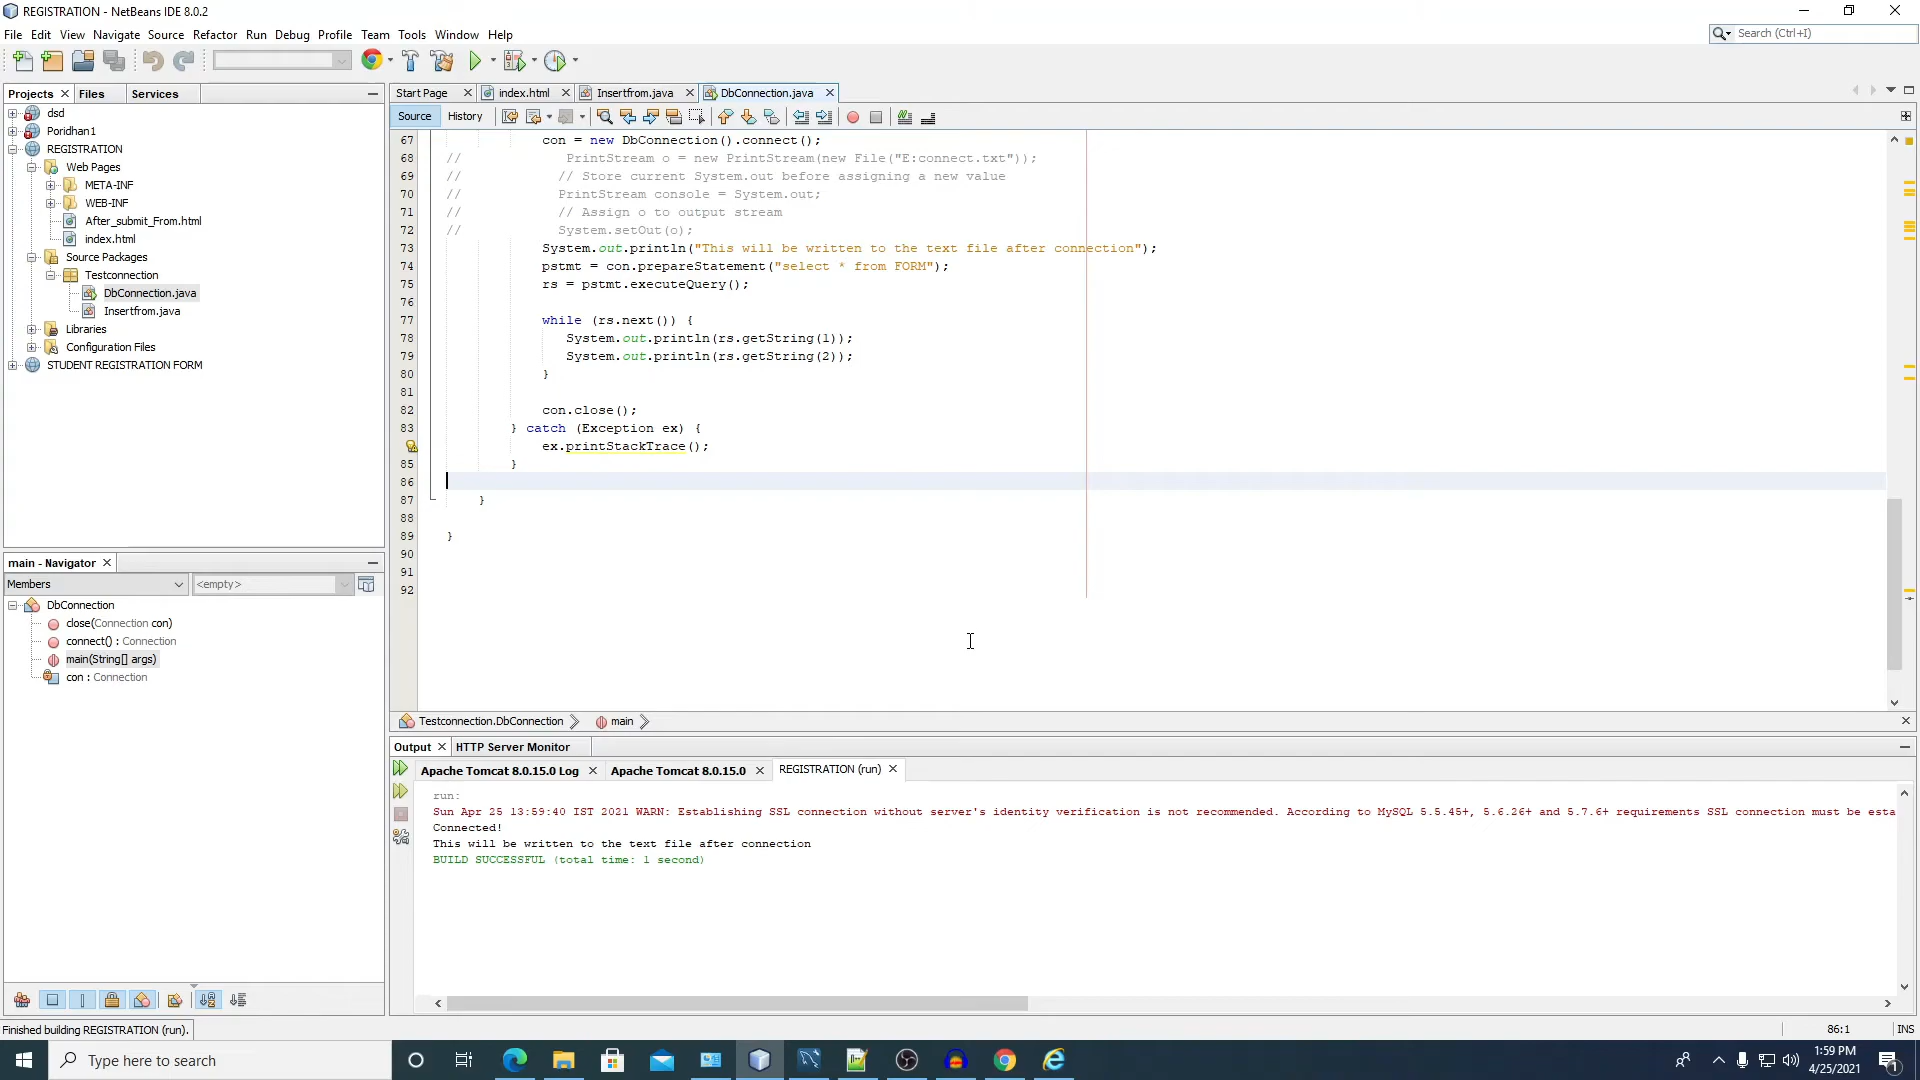 REGISTRATION - NetBeans IDE 8.0.2
File Edit View Navigate Source Refactor Run Debug Profile Team Tools Window Help
Search (Ctrl+I)
Projects Files Services
dsd
Poridhan1
REGISTRATION
Web Pages
META-INF
WEB-INF
After_submit_From.html
index.html
Source Packages
Testconnection
DbConnection.java
Insertfrom.java
Libraries
Configuration Files
STUDENT REGISTRATION FORM
main - Navigator
Members <empty>
DbConnection
close(Connection con)
connect() : Connection
main(String[] args)
con : Connection
Start Page index.html Insertfrom.java DbConnection.java
Source History
67 con = new DbConnection().connect();
68 // PrintStream o = new PrintStream(new File("E:connect.txt"));
69 // // Store current System.out before assigning a new value
70 // PrintStream console = System.out;
71 // // Assign o to output stream
72 // System.setOut(o);
73 System.out.println("This will be written to the text file after connection");
74 pstmt = con.prepareStatement("select * from FORM");
75 rs = pstmt.executeQuery();
76
77 while (rs.next()) {
78 System.out.println(rs.getString(1));
79 System.out.println(rs.getString(2));
80 }
81
82 con.close();
83 } catch (Exception ex) {
ex.printStackTrace();
85 }
86
87 }
88
89 }
90
91
92
Testconnection.DbConnection main
Output HTTP Server Monitor
Apache Tomcat 8.0.15.0 Log Apache Tomcat 8.0.15.0 REGISTRATION (run)
run:
Sun Apr 25 13:59:40 IST 2021 WARN: Establishing SSL connection without server's identity verification is not recommended. According to MySQL 5.5.45+, 5.6.26+ and 5.7.6+ requirements SSL connection must be esta
Connected!
This will be written to the text file after connection
BUILD SUCCESSFUL (total time: 1 second)
Finished building REGISTRATION (run).
86:1 INS
Type here to search
1:59 PM
4/25/2021
1